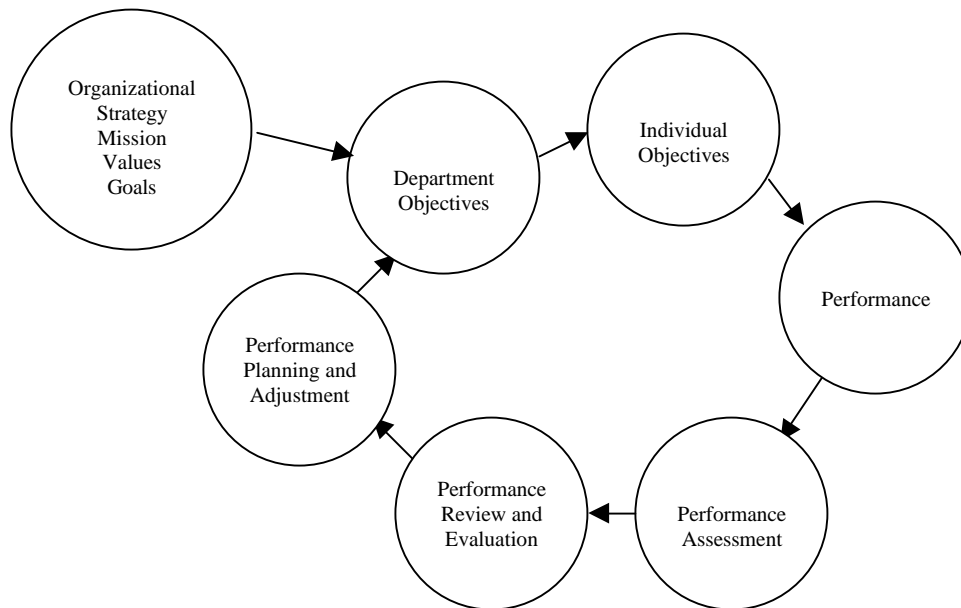 Organizational
Strategy
Mission
Values
Goals
Department
Objectives
Individual
Objectives
Performance
Performance
Assessment
Performance
Review and
Evaluation
Performance
Planning and
Adjustment